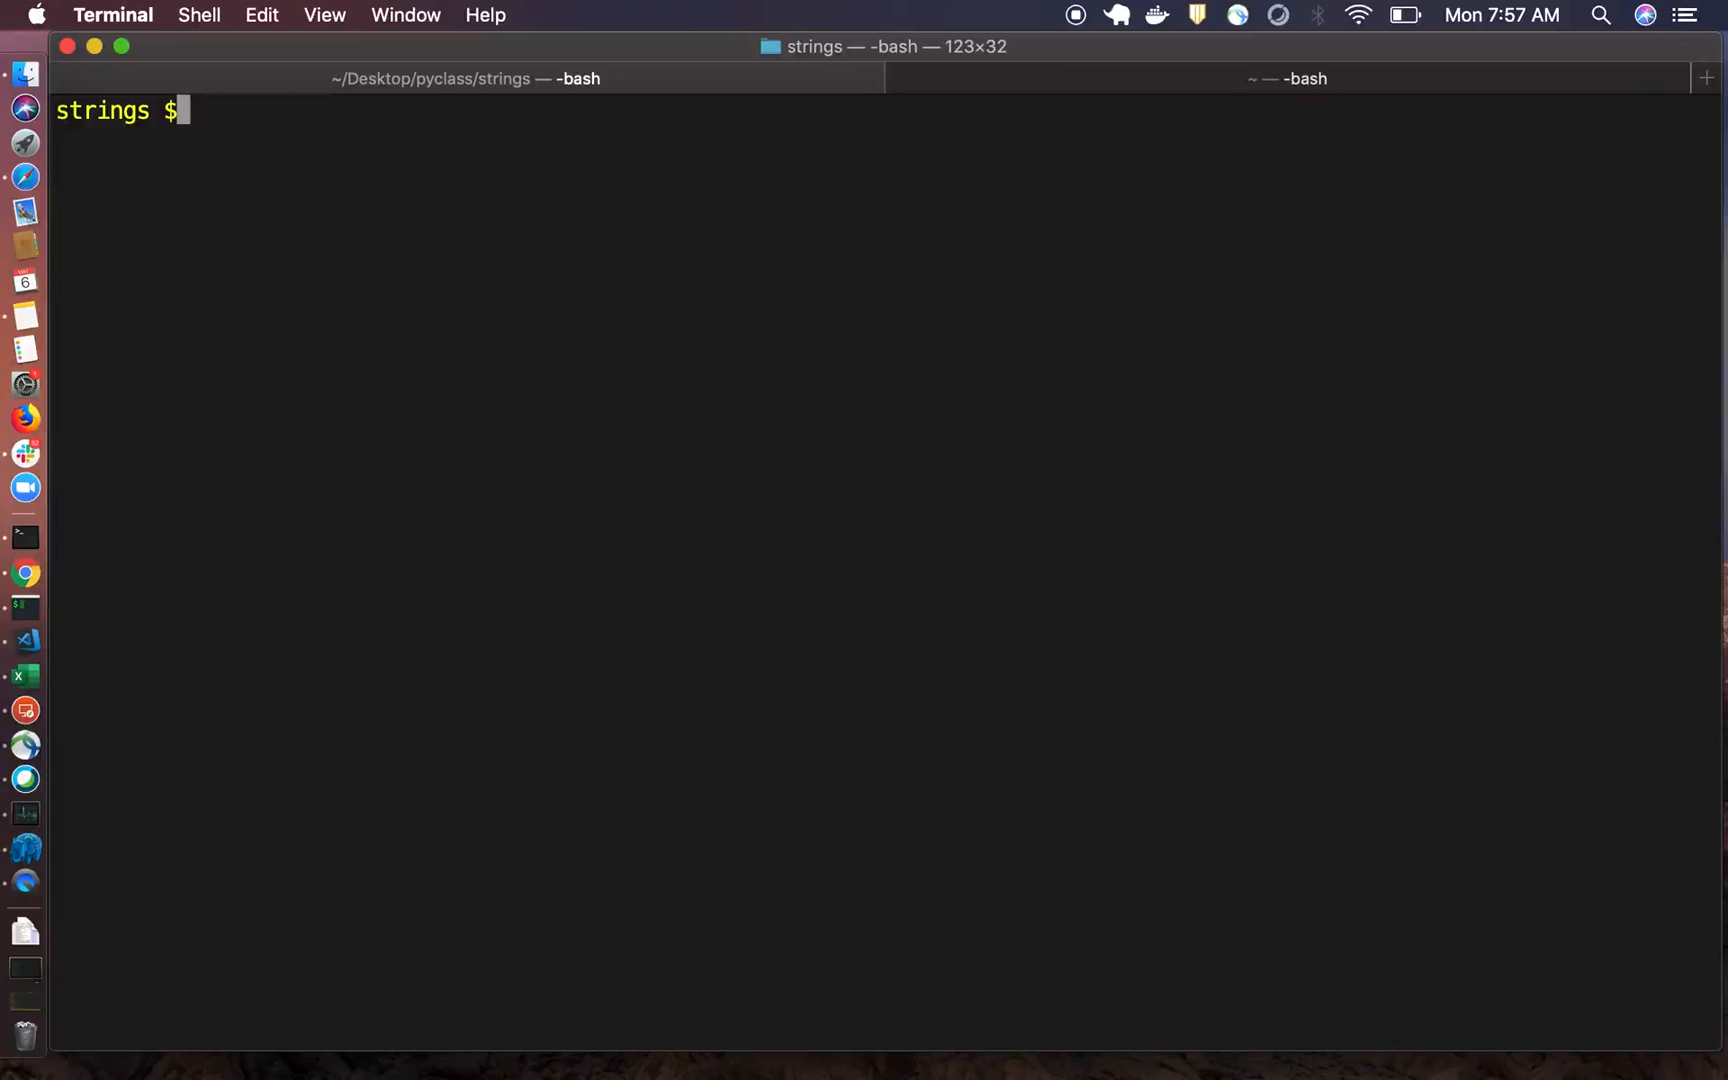 Terminal Shell Edit View Window Help Mon 7:57 AM
strings — -bash — 123×32
~/Desktop/pyclass/strings — -bash ~ — -bash
strings $